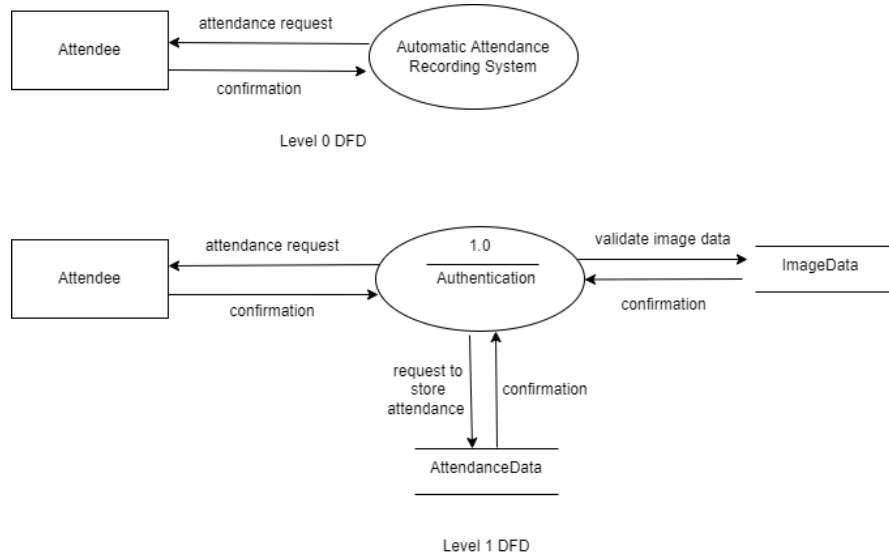 attendance request
Attendee
Automatic Attendance
Recording System
confirmation
Level 0 DFD
attendance request
1.0
validate image data
Attendee
Authentication
ImageData
confirmation
confirmation
request to
store
attendance
confirmation
AttendanceData
Level 1 DFD